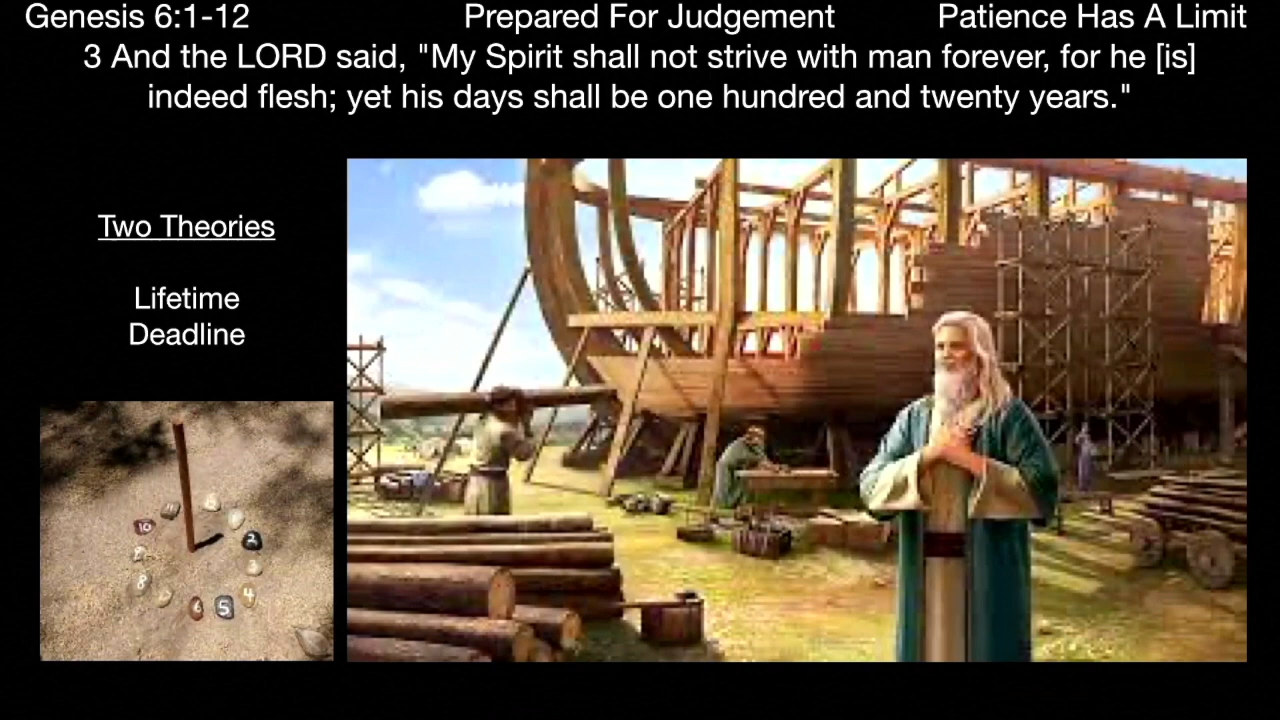 Genesis 6:1-12 Prepared For Judgement Patience Has A Limit
3 And the LORD said, "My Spirit shall not strive with man forever, for he [is]
indeed flesh; yet his days shall be one hundred and twenty years."
Two Theories
Lifetime
Deadline
10
2
8
4
6
5